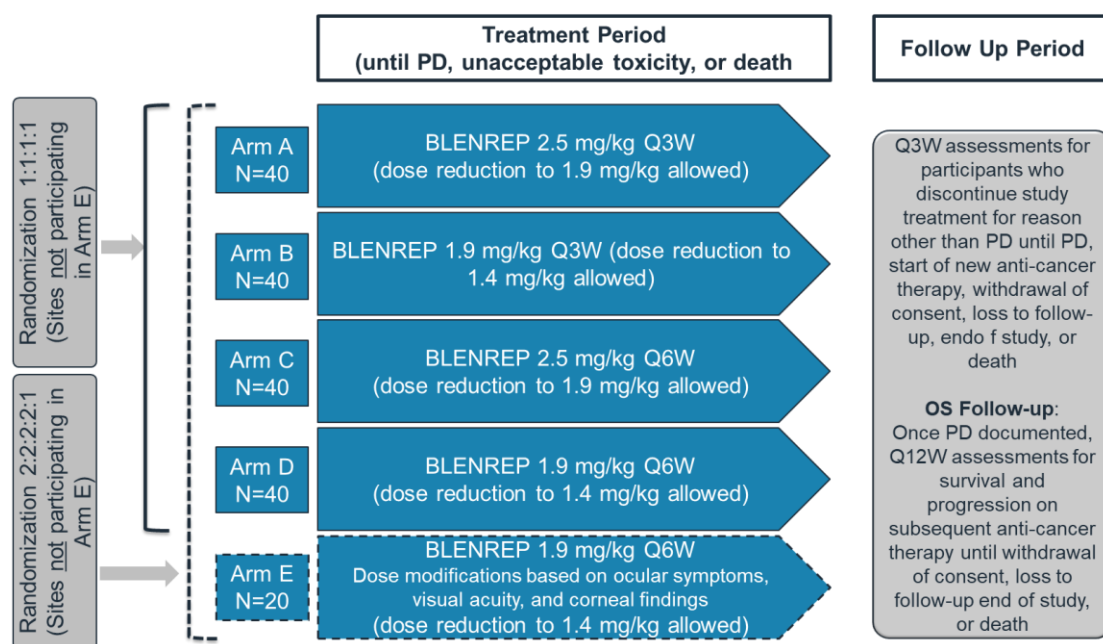 Treatment Period
(until PD, unacceptable toxicity, or death
Follow Up Period
Randomization 1:1:1:1
(Sites not participating
in Arm E)
Randomization 2:2:2:2:1
(Sites not participating in
Arm E)
Arm A
N=40
BLENREP 2.5 mg/kg Q3W
(dose reduction to 1.9 mg/kg allowed)
Arm B
N=40
BLENREP 1.9 mg/kg Q3W (dose reduction to
1.4 mg/kg allowed)
Arm C
N=40
BLENREP 2.5 mg/kg Q6W
(dose reduction to 1.9 mg/kg allowed)
Arm D
N=40
BLENREP 1.9 mg/kg Q6W
(dose reduction to 1.4 mg/kg allowed)
Arm E
N=20
BLENREP 1.9 mg/kg Q6W
Dose modifications based on ocular symptoms,
visual acuity, and corneal findings
(dose reduction to 1.4 mg/kg allowed)
Q3W assessments for
participants who
discontinue study
treatment for reason
other than PD until PD,
start of new anti-cancer
therapy, withdrawal of
consent, loss to follow-
up, endo f study, or
death
OS Follow-up:
Once PD documented,
Q12W assessments for
survival and
progression on
subsequent anti-cancer
therapy until withdrawal
of consent, loss to
follow-up end of study,
or death